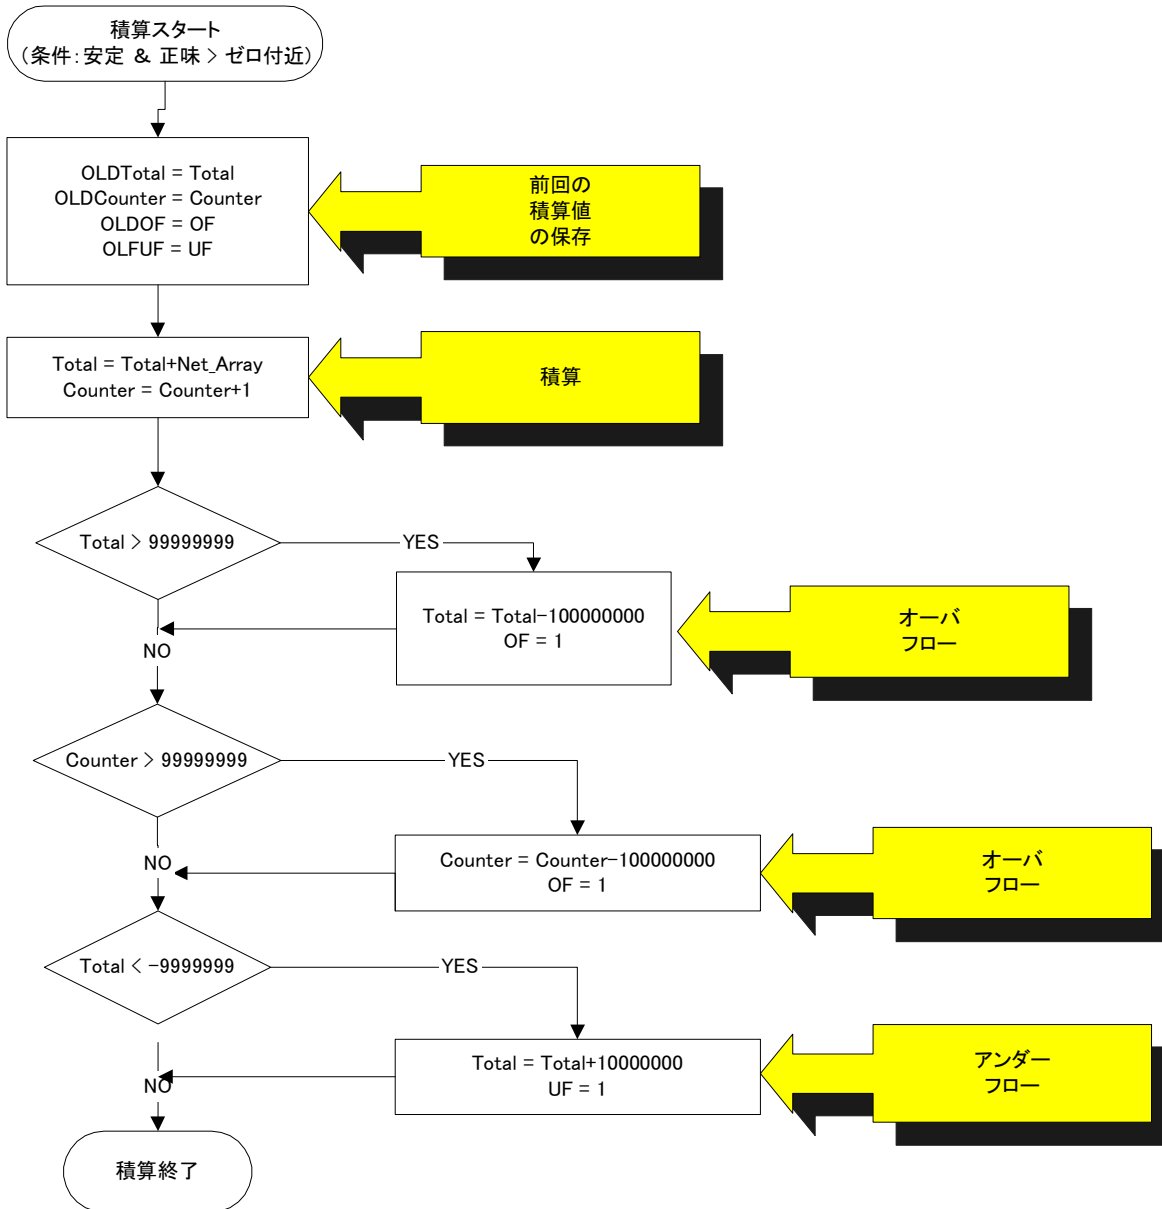 積算スタート
(条件:安定 & 正味 > ゼロ付近)
OLDTotal = Total
OLDCounter = Counter
OLDOF = OF
OLFUF = UF
前回の
積算値
の保存
Total = Total+Net_Array
Counter = Counter+1
積算
Total > 99999999
YES
Total = Total-100000000
OF = 1
オーバ
フロー
NO
Counter > 99999999
YES
Counter = Counter-100000000
OF = 1
オーバ
フロー
NO
Total < -9999999
YES
Total = Total+10000000
UF = 1
アンダー
フロー
NO
積算終了